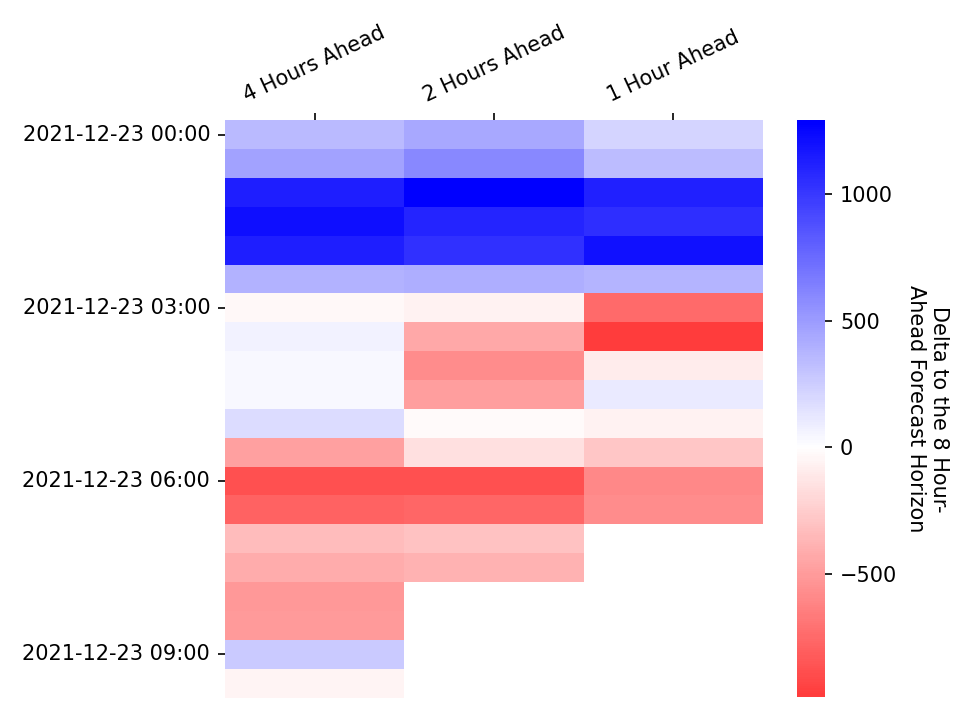 4 Hours Ahead
2 Hours Ahead
1 Hour Ahead
2021-12-23 00:00
2021-12-23 03:00
2021-12-23 06:00
2021-12-23 09:00
1000
500
0
−500
Delta to the 8 Hour-
Ahead Forecast Horizon